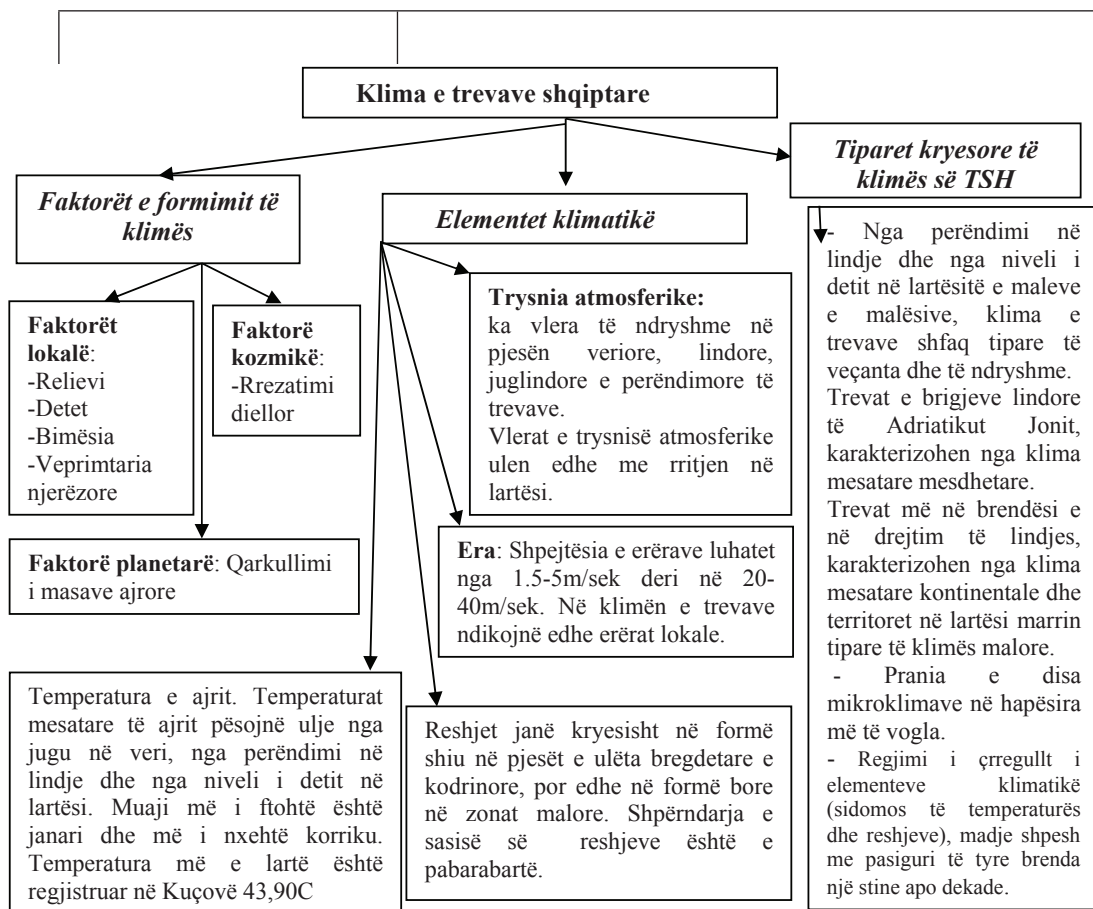 Klima e trevave shqiptare
Faktorët e formimit të
klimës
Elementet klimatikë
Tiparet kryesore të
klimës së TSH
Faktorët
lokalë:
-Relievi
-Detet
-Bimësia
-Veprimtaria
njerëzore
Faktorë
kozmikë:
-Rrezatimi
diellor
Faktorë planetarë: Qarkullimi
i masave ajrore
Trysnia atmosferike:
ka vlera të ndryshme në
pjesën veriore, lindore,
juglindore e perëndimore të
trevave.
Vlerat e trysnisë atmosferike
ulen edhe me rritjen në
lartësi.
Era: Shpejtësia e erërave luhatet
nga 1.5-5m/sek deri në 20-
40m/sek. Në klimën e trevave
ndikojnë edhe erërat lokale.
Temperatura e ajrit. Temperaturat
mesatare të ajrit pësojnë ulje nga
jugu në veri, nga perëndimi në
lindje dhe nga niveli i detit në
lartësi. Muaji më i ftohtë është
janari dhe më i nxehtë korriku.
Temperatura më e lartë është
regjistruar në Kuçovë 43,90C
Reshjet janë kryesisht në formë
shiu në pjesët e ulëta bregdetare e
kodrinore, por edhe në formë bore
në zonat malore. Shpërndarja e
sasisë së reshjeve është e
pabarabartë.
- Nga perëndimi në
lindje dhe nga niveli i
detit në lartësitë e maleve
e malësive, klima e
trevave shfaq tipare të
veçanta dhe të ndryshme.
Trevat e brigjeve lindore
të Adriatikut Jonit,
karakterizohen nga klima
mesatare mesdhetare.
Trevat më në brendësi e
në drejtim të lindjes,
karakterizohen nga klima
mesatare kontinentale dhe
territoret në lartësi marrin
tipare të klimës malore.
- Prania e disa
mikroklimave në hapësira
më të vogla.
- Regjimi i çrregullt i
elementeve klimatikë
(sidomos të temperaturës
dhe reshjeve), madje shpesh
me pasiguri të tyre brenda
një stine apo dekade.